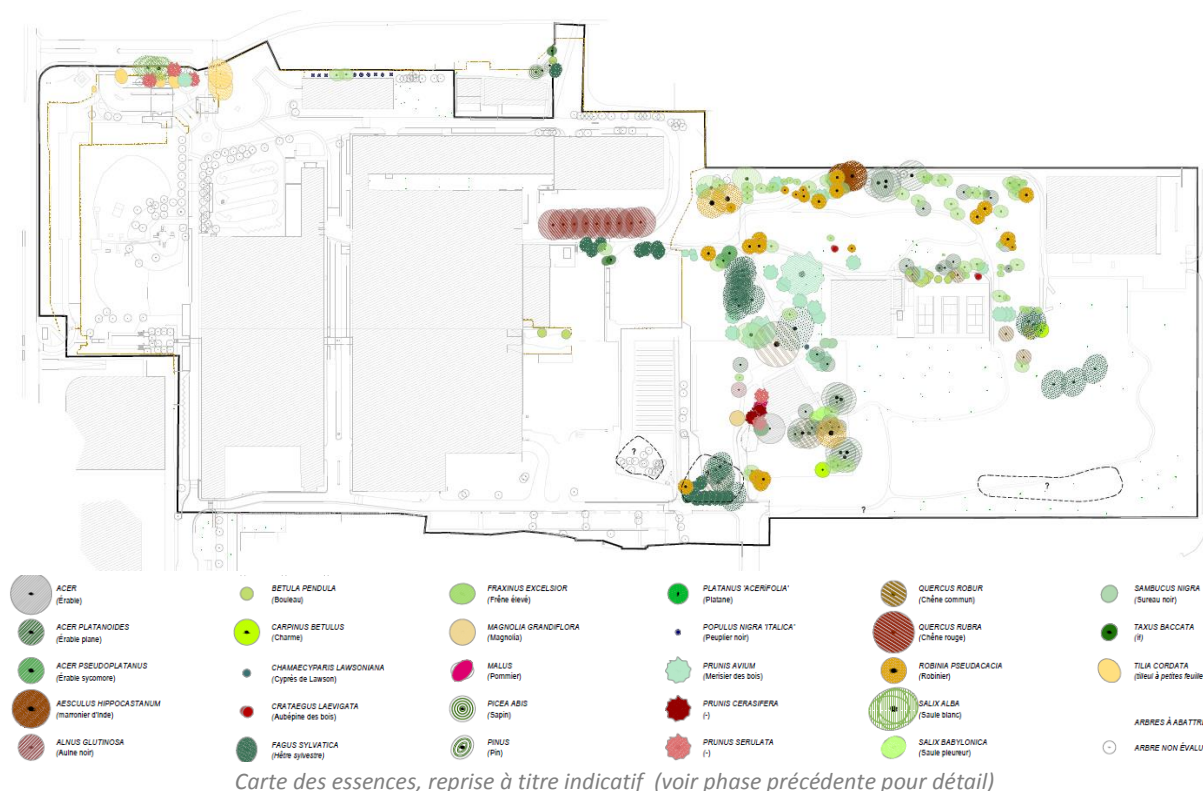 ?
?
?
ACER
(Érable)
ACER PLATANOIDES
(Érable plane)
ACER PSEUDOPLATANUS
(Érable sycomore)
AESCULUS HIPPOCASTANUM
(marronier d'Inde)
ALNUS GLUTINOSA
(Aulne noir)
BETULA PENDULA
(Bouleau)
CARPINUS BETULUS
(Charme)
CHAMAECYPARIS LAWSONIANA
(Cyprès de Lawson)
CRATAEGUS LAEVIGATA
(Aubépine des bois)
FAGUS SYLVATICA
(Hêtre sylvestre)
FRAXINUS EXCELSIOR
(Frêne élevé)
MAGNOLIA GRANDIFLORA
(Magnolia)
MALUS
(Pommier)
PICEA ABIS
(Sapin)
PINUS
(Pin)
PLATANUS 'ACERIFOLIA'
(Platane)
POPULUS NIGRA 'ITALICA'
(Peuplier noir)
PRUNIS AVIUM
(Merisier des bois)
PRUNIS CERASIFERA
(-)
PRUNUS SERULATA
(-)
QUERCUS ROBUR
(Chêne commun)
QUERCUS RUBRA
(Chêne rouge)
ROBINIA PSEUDACACIA
(Robinier)
SALIX ALBA
(Saule blanc)
SALIX BABYLONICA
(Saule pleureur)
SAMBUCUS NIGRA
(Sureau noir)
TAXUS BACCATA
(if)
TILIA CORDATA
(tilleul à petites feuille
ARBRES À ABATTR
ARBRE NON ÉVALU
Carte des essences, reprise à titre indicatif (voir phase précédente pour détail)